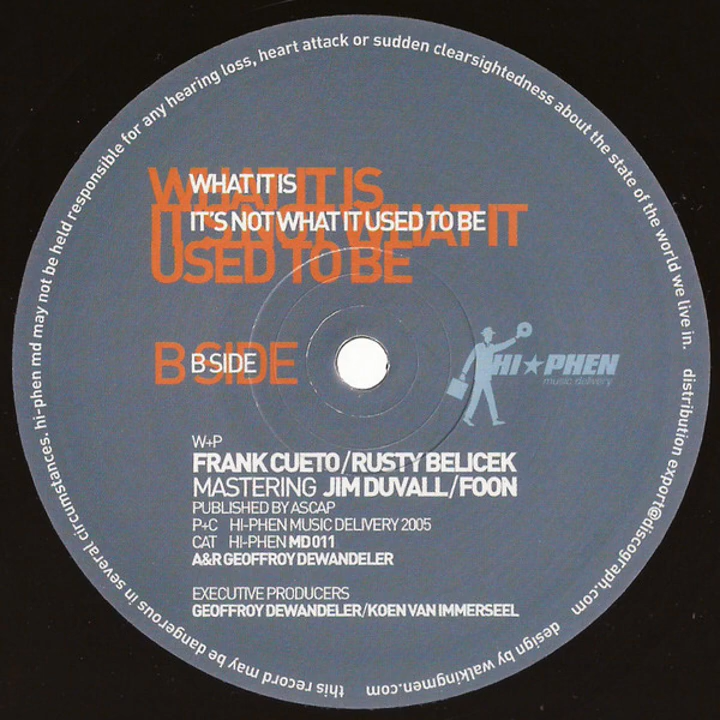 WHAT IT IS
IT'S NOT WHAT IT USED TO BE
WHAT IT IS
IT'S NOT WHAT IT
USED TO BE
B SIDE
B SIDE
HI★PHEN
music delivery
W+P
FRANK CUETO/RUSTY BELICEK
MASTERING JIM DUVALL/FOON
PUBLISHED BY ASCAP
P+C HI-PHEN MUSIC DELIVERY 2005
CAT HI-PHEN MD 011
A&R GEOFFROY DEWANDELER
EXECUTIVE PRODUCERS
GEOFFROY DEWANDELER/KOEN VAN IMMERSEEL
this record may be dangerous in several circumstances. hi-phen md may not be held responsible for any hearing loss, heart attack or sudden clearsightedness about the state of the world we live in.
distribution export@discograph.com
design by walkingmen.com